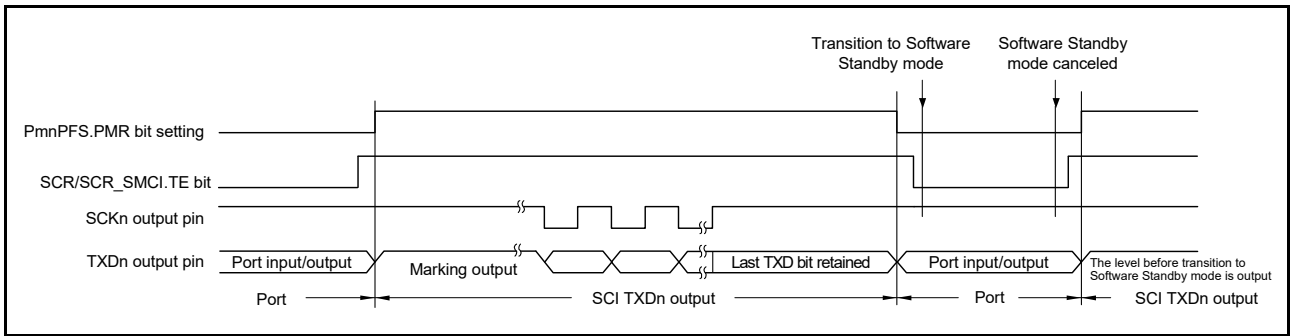 Transition to Software
Standby mode
Software Standby
mode canceled
PmnPFS.PMR bit setting
SCR/SCR_SMCI.TE bit
SCKn output pin
TXDn output pin
Port input/output
Marking output
Last TXD bit retained
Port input/output
The level before transition to
Software Standby mode is output
Port
SCI TXDn output
Port
SCI TXDn output